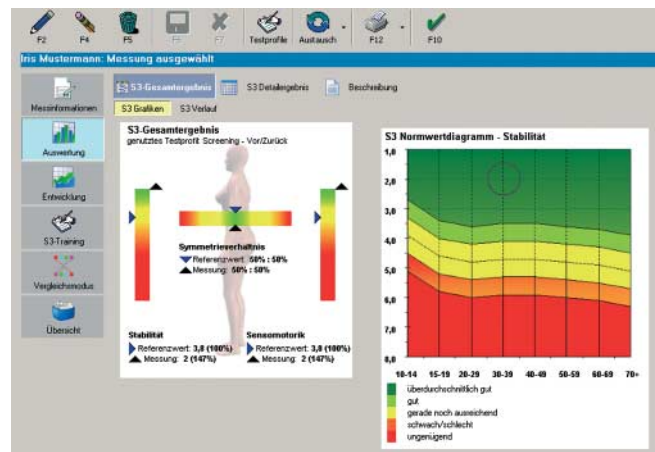 F2 F4 F5 F6 F7 Testprofile Austausch F12 F10
Iris Mustermann: Messung ausgewählt
Messinformationen
Auswertung
Entwicklung
S3-Training
Vergleichsmodus
Übersicht
S3-Gesamtergebnis S3 Detailergebnis Beschreibung
S3 Grafiken S3 Verlauf
S3-Gesamtergebnis
genutztes Testprofil: Screening - Vor/Zurück
Symmetrieverhältnis
Referenzwert: 50% : 50%
Messung: 50% : 50%
Stabilität
Referenzwert: 3,8 (100%)
Messung: 2 (147%)
Sensomotorik
Referenzwert: 3,8 (100%)
Messung: 2 (147%)
S3 Normwertdiagramm - Stabilität
1,0
2,0
3,0
4,0
5,0
6,0
7,0
8,0
10-14 15-19 20-29 30-39 40-49 50-59 60-69 70+
überdurchschnittlich gut
gut
gerade noch ausreichend
schwach/schlecht
ungenügend